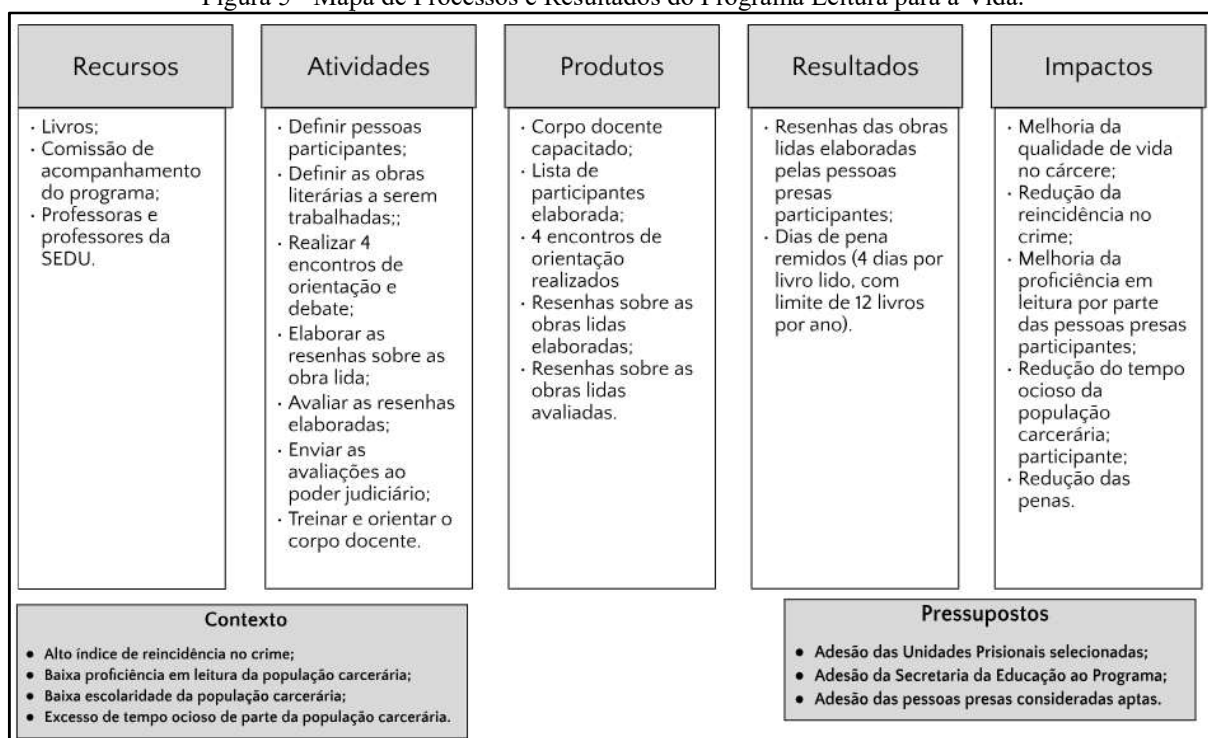 Figura 5 - Mapa de Processos e Resultados do Programa Leitura para a Vida.
Recursos
· Livros;
· Comissão de
acompanhamento
do programa;
· Professoras e
professores da
SEDU.
Atividades
· Definir pessoas
participantes;
· Definir as obras
literárias a serem
trabalhadas;;
· Realizar 4
encontros de
orientação e
debate;
· Elaborar as
resenhas sobre as
obra lida;
· Avaliar as resenhas
elaboradas;
· Enviar as
avaliações ao
poder judiciário;
· Treinar e orientar o
corpo docente.
Produtos
· Corpo docente
capacitado;
· Lista de
participantes
elaborada;
· 4 encontros de
orientação
realizados
· Resenhas sobre as
obras lidas
elaboradas;
· Resenhas sobre as
obras lidas
avaliadas.
Resultados
· Resenhas das obras
lidas elaboradas
pelas pessoas
presas
participantes;
· Dias de pena
remidos (4 dias por
livro lido, com
limite de 12 livros
por ano).
Impactos
· Melhoria da
qualidade de vida
no cárcere;
· Redução da
reincidência no
crime;
· Melhoria da
proficiência em
leitura por parte
das pessoas presas
participantes;
· Redução do tempo
ocioso da
população
carcerária;
participante;
· Redução das
penas.
Contexto
● Alto índice de reincidência no crime;
● Baixa proficiência em leitura da população carcerária;
● Baixa escolaridade da população carcerária;
● Excesso de tempo ocioso de parte da população carcerária.
Pressupostos
● Adesão das Unidades Prisionais selecionadas;
● Adesão da Secretaria da Educação ao Programa;
● Adesão das pessoas presas consideradas aptas.